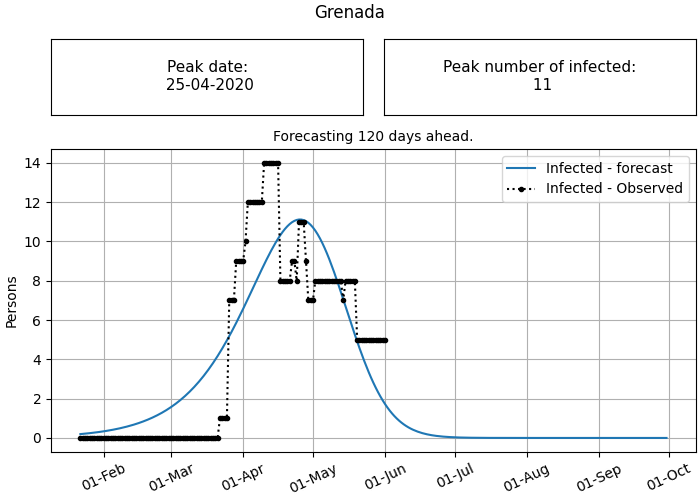 Grenada
Peak date:
25-04-2020
Peak number of infected:
11
Forecasting 120 days ahead.
Infected - forecast
Infected - Observed
Persons
14
12
10
8
6
4
2
0
01-Feb
01-Mar
01-Apr
01-May
01-Jun
01-Jul
01-Aug
01-Sep
01-Oct